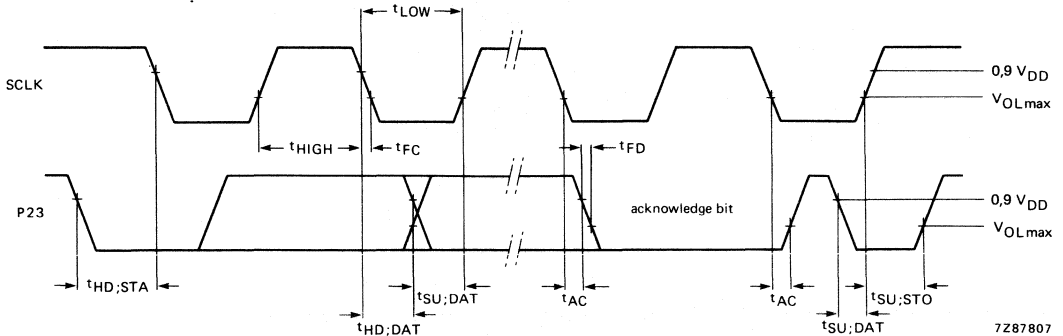 tLOW
SCLK
0,9 VDD
VOLmax
tHIGH
tFC
tFD
P23
acknowledge bit
0,9 VDD
VOLmax
tHD;STA
tSU;DAT
tAC
tAC
tSU;STO
tHD;DAT
tSU;DAT
7Z87807